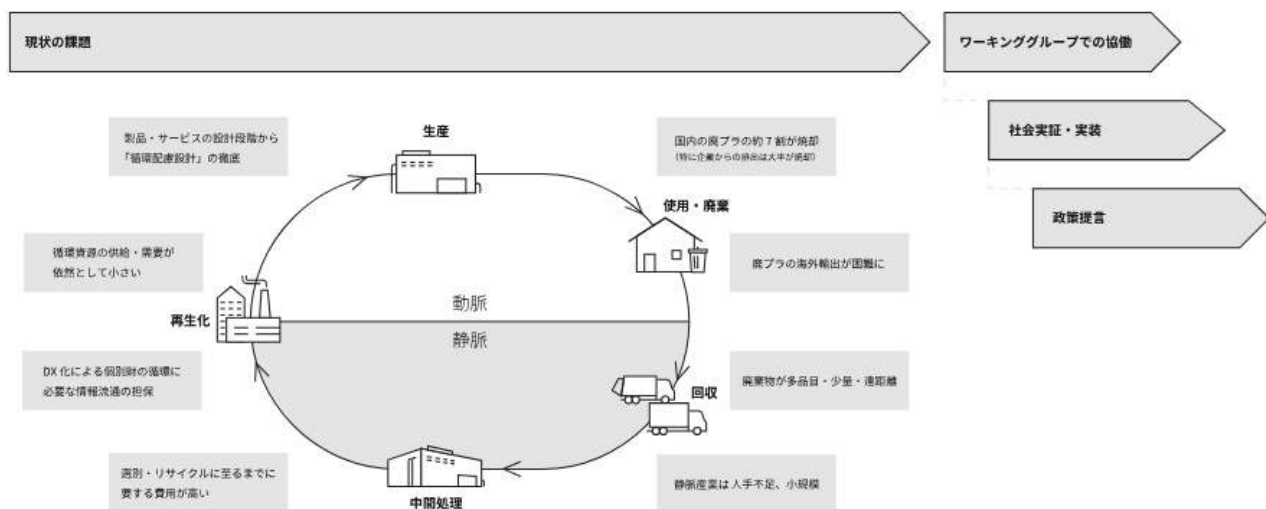 現状の課題
ワーキンググループでの協働
社会実証・実装
政策提言
製品・サービスの設計段階から
「循環配慮設計」の徹底
生産
国内の廃プラの約7割が焼却
(特に企業からの排出は大半が焼却)
使用・廃棄
循環資源の供給・需要が
依然として小さい
廃プラの海外輸出が困難に
再生化
動脈
静脈
DX 化による個別財の循環に
必要な情報流通の担保
回収
廃棄物が多品目・少量・遠距離
選別・リサイクルに至るまでに
要する費用が高い
中間処理
静脈産業は人手不足、小規模